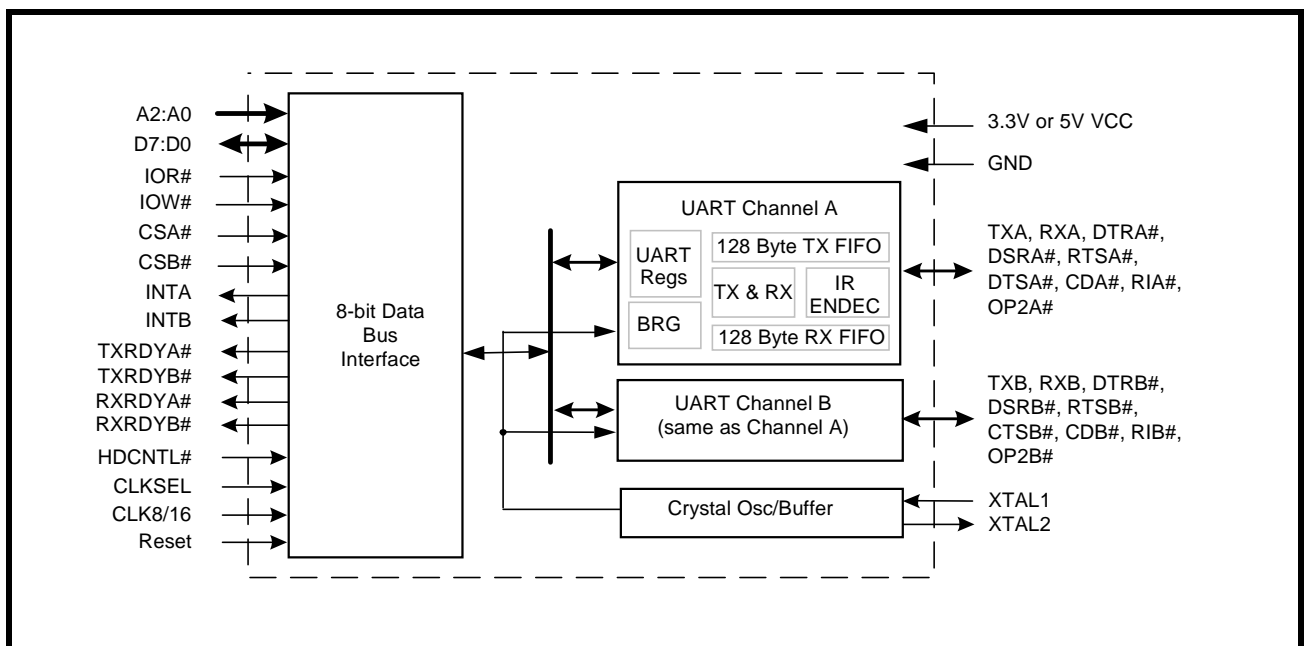 A2:A0
D7:D0
IOR#
IOW#
CSA#
CSB#
INTA
INTB
TXRDYA#
TXRDYB#
RXRDYA#
RXRDYB#
HDCNTL#
CLKSEL
CLK8/16
Reset
8-bit Data
Bus
Interface
UART Channel A
UART
Regs
BRG
128 Byte TX FIFO
TX & RX
IR
ENDEC
128 Byte RX FIFO
UART Channel B
(same as Channel A)
Crystal Osc/Buffer
3.3V or 5V VCC
GND
TXA, RXA, DTRA#,
DSRA#, RTSA#,
DTSA#, CDA#, RIA#,
OP2A#
TXB, RXB, DTRB#,
DSRB#, RTSB#,
CTSB#, CDB#, RIB#,
OP2B#
XTAL1
XTAL2